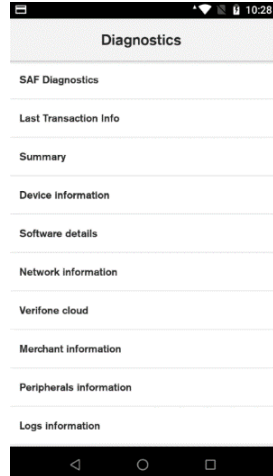 10:28
Diagnostics
SAF Diagnostics
Last Transaction Info
Summary
Device information
Software details
Network information
Verifone cloud
Merchant information
Peripherals information
Logs information